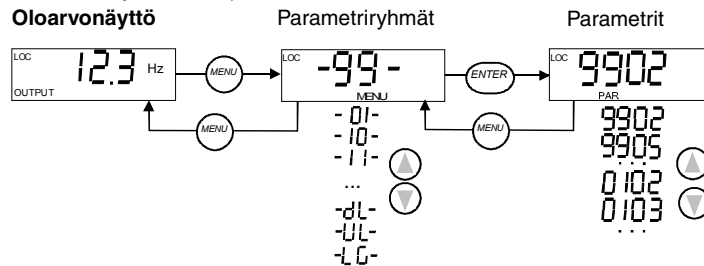 Oloarvonäyttö Parametriryhmät Parametrit
LOC 12.3 Hz MENU LOC -99- ENTER LOC 9902
OUTPUT MENU PAR
MENU MENU
-01-
-10-
-11-
...
-dL-
-UL-
-LG-
9902
9905
...
0102
0103
...